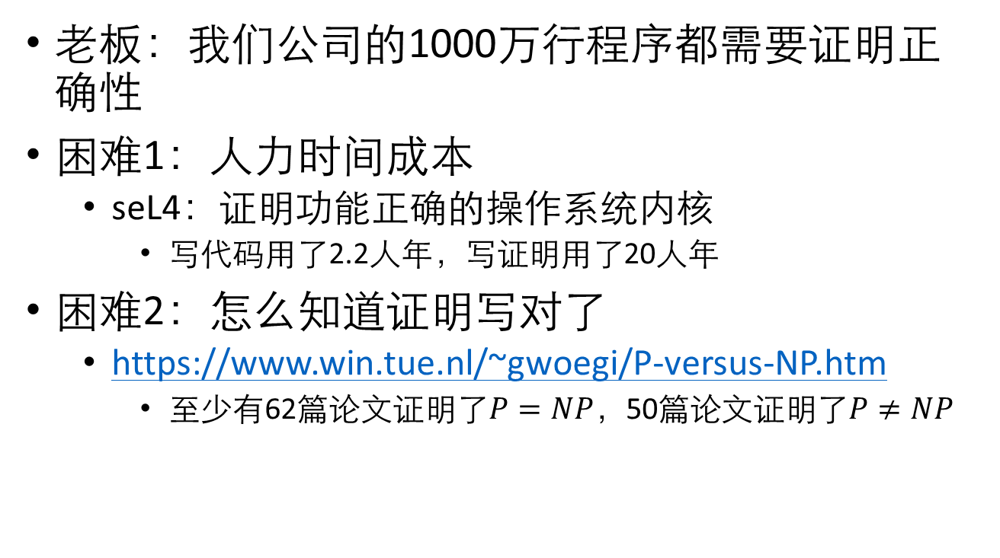 • 老板：我们公司的1000万行程序都需要证明正
确性
• 困难1：人力时间成本
• seL4：证明功能正确的操作系统内核
• 写代码用了2.2人年，写证明用了20人年
• 困难2：怎么知道证明写对了
• https://www.win.tue.nl/~gwoegi/P-versus-NP.htm
• 至少有62篇论文证明了P = NP，50篇论文证明了P ≠ NP